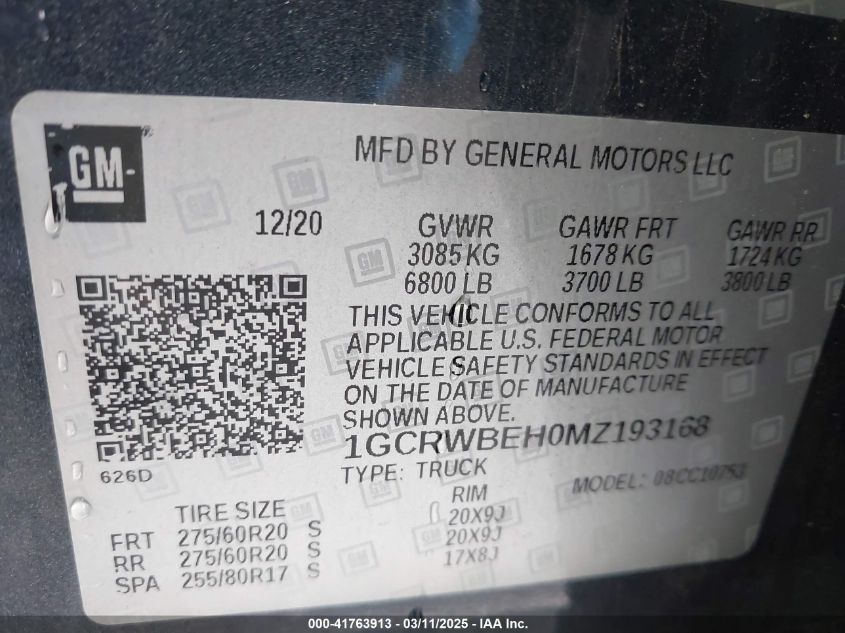 GM
MFD BY GENERAL MOTORS LLC
12/20
GVWR GAWR FRT GAWR RR
3085 KG 1678 KG 1724 KG
6800 LB 3700 LB 3800 LB
THIS VEHICLE CONFORMS TO ALL
APPLICABLE U.S. FEDERAL MOTOR
VEHICLE SAFETY STANDARDS IN EFFECT
ON THE DATE OF MANUFACTURE
SHOWN ABOVE.
1GCRWBEH0MZ193168
626D
TYPE: TRUCK MODEL:
TIRE SIZE RIM
FRT 275/60R20 S 20X9J
RR 275/60R20 S 20X9J
SPA 255/80R17 S 17X8J
000-41763913 - 03/11/2025 - IAA Inc.